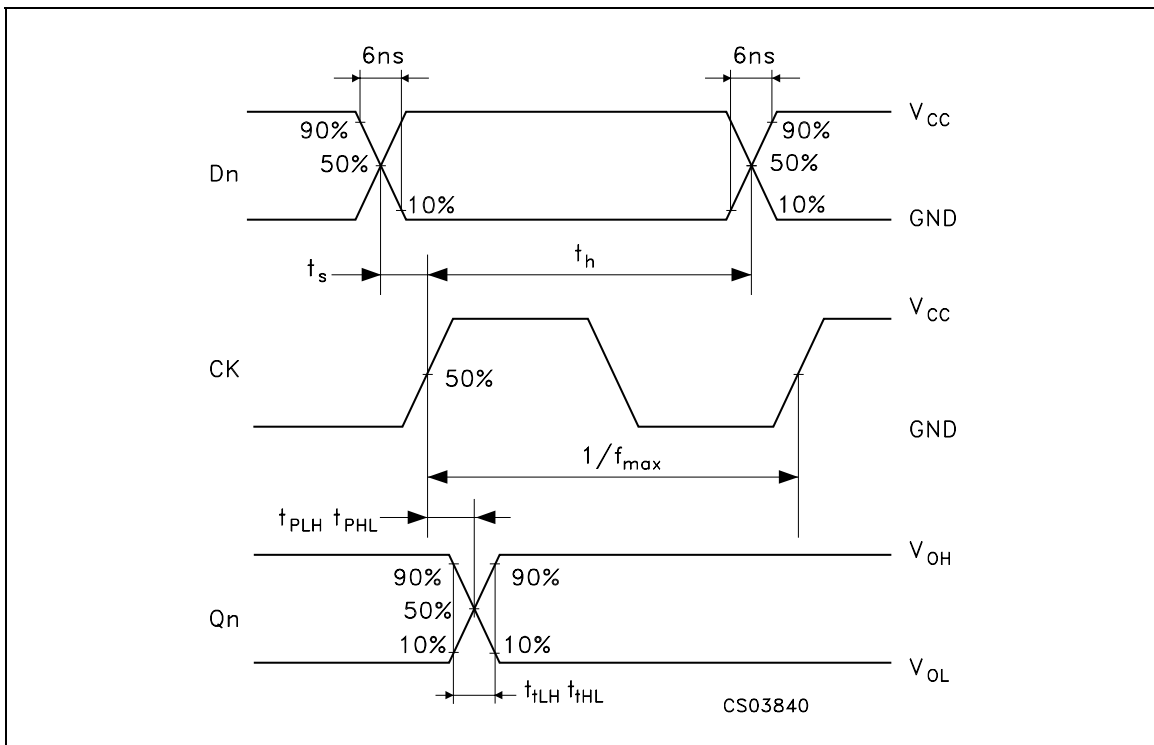 6ns 6ns
90% 90% V_CC
Dn 50% 50%
10% 10% GND
t_s t_h
V_CC
CK 50%
GND
1/f_max
t_PLH t_PHL
V_OH
90% 90%
Qn 50%
10% 10%
V_OL
t_tLH t_tHL
CS03840